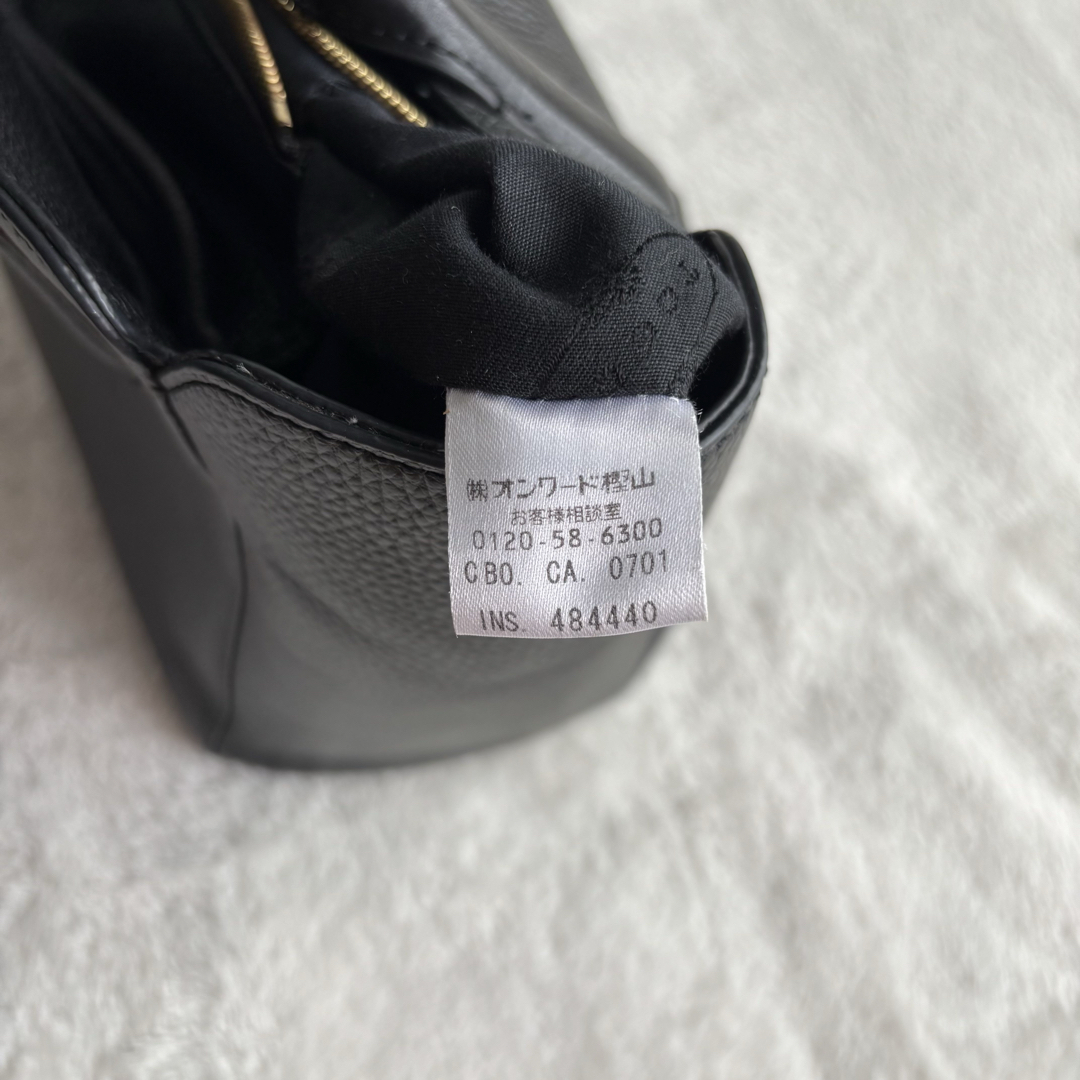 ㈱オンワード樫山
お客様相談室
0120-58-6300
CBO. CA. 0701
INS. 484440